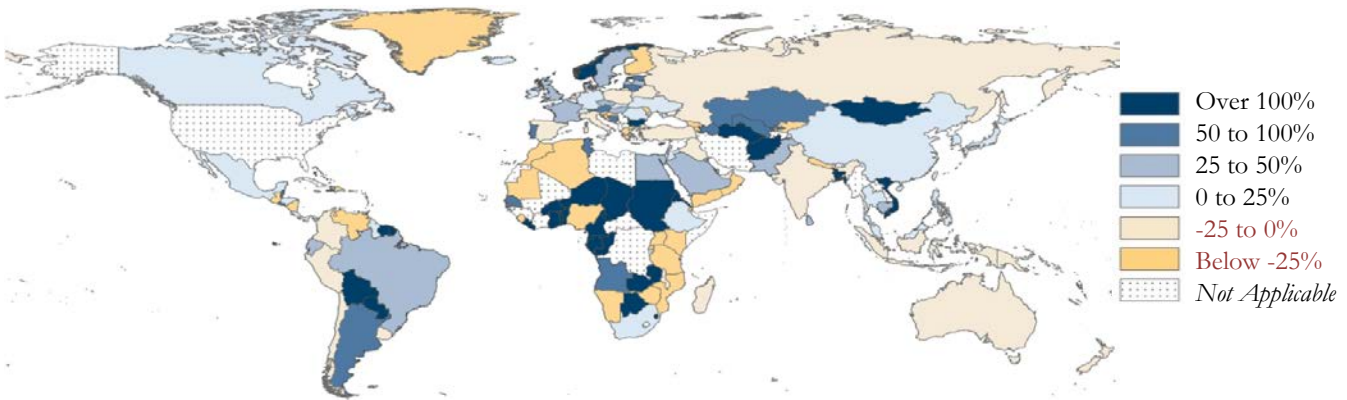 Over 100%
50 to 100%
25 to 50%
0 to 25%
-25 to 0%
Below -25%
Not Applicable